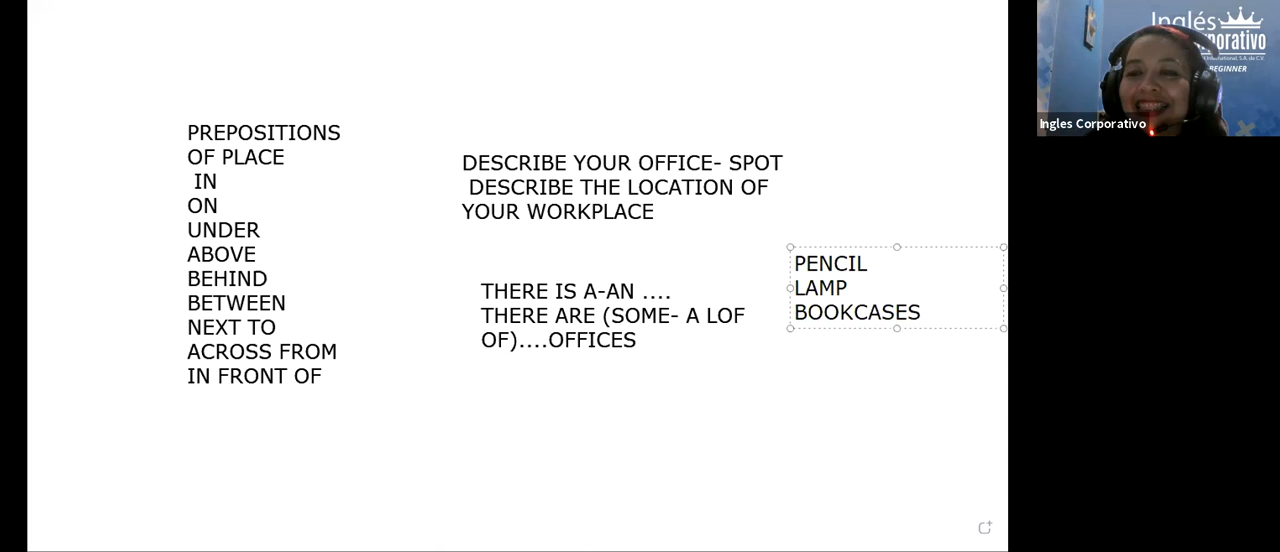 PREPOSITIONS
OF PLACE
IN
ON
UNDER
ABOVE
BEHIND
BETWEEN
NEXT TO
ACROSS FROM
IN FRONT OF
DESCRIBE YOUR OFFICE- SPOT
DESCRIBE THE LOCATION OF
YOUR WORKPLACE
THERE IS A-AN ....
THERE ARE (SOME- A LOF
OF)....OFFICES
PENCIL
LAMP
BOOKCASES
Inglés
International, S.A. de C.V.
BEGINNER
Ingles Corporativo